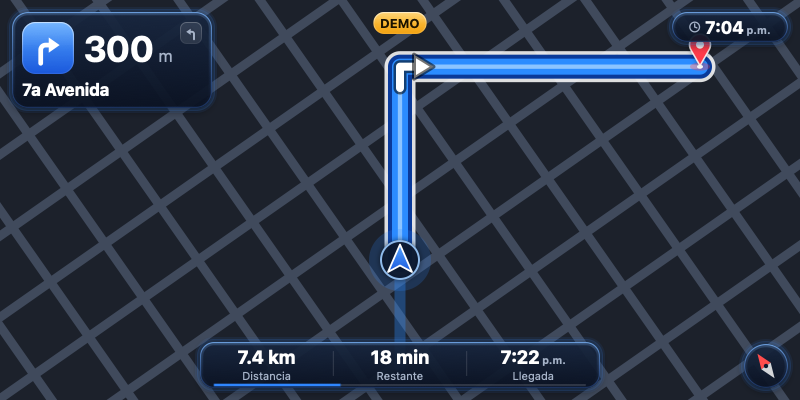 300 m
7a Avenida
DEMO
7:04 p.m.
7.4 km
Distancia
18 min
Restante
7:22 p.m.
Llegada